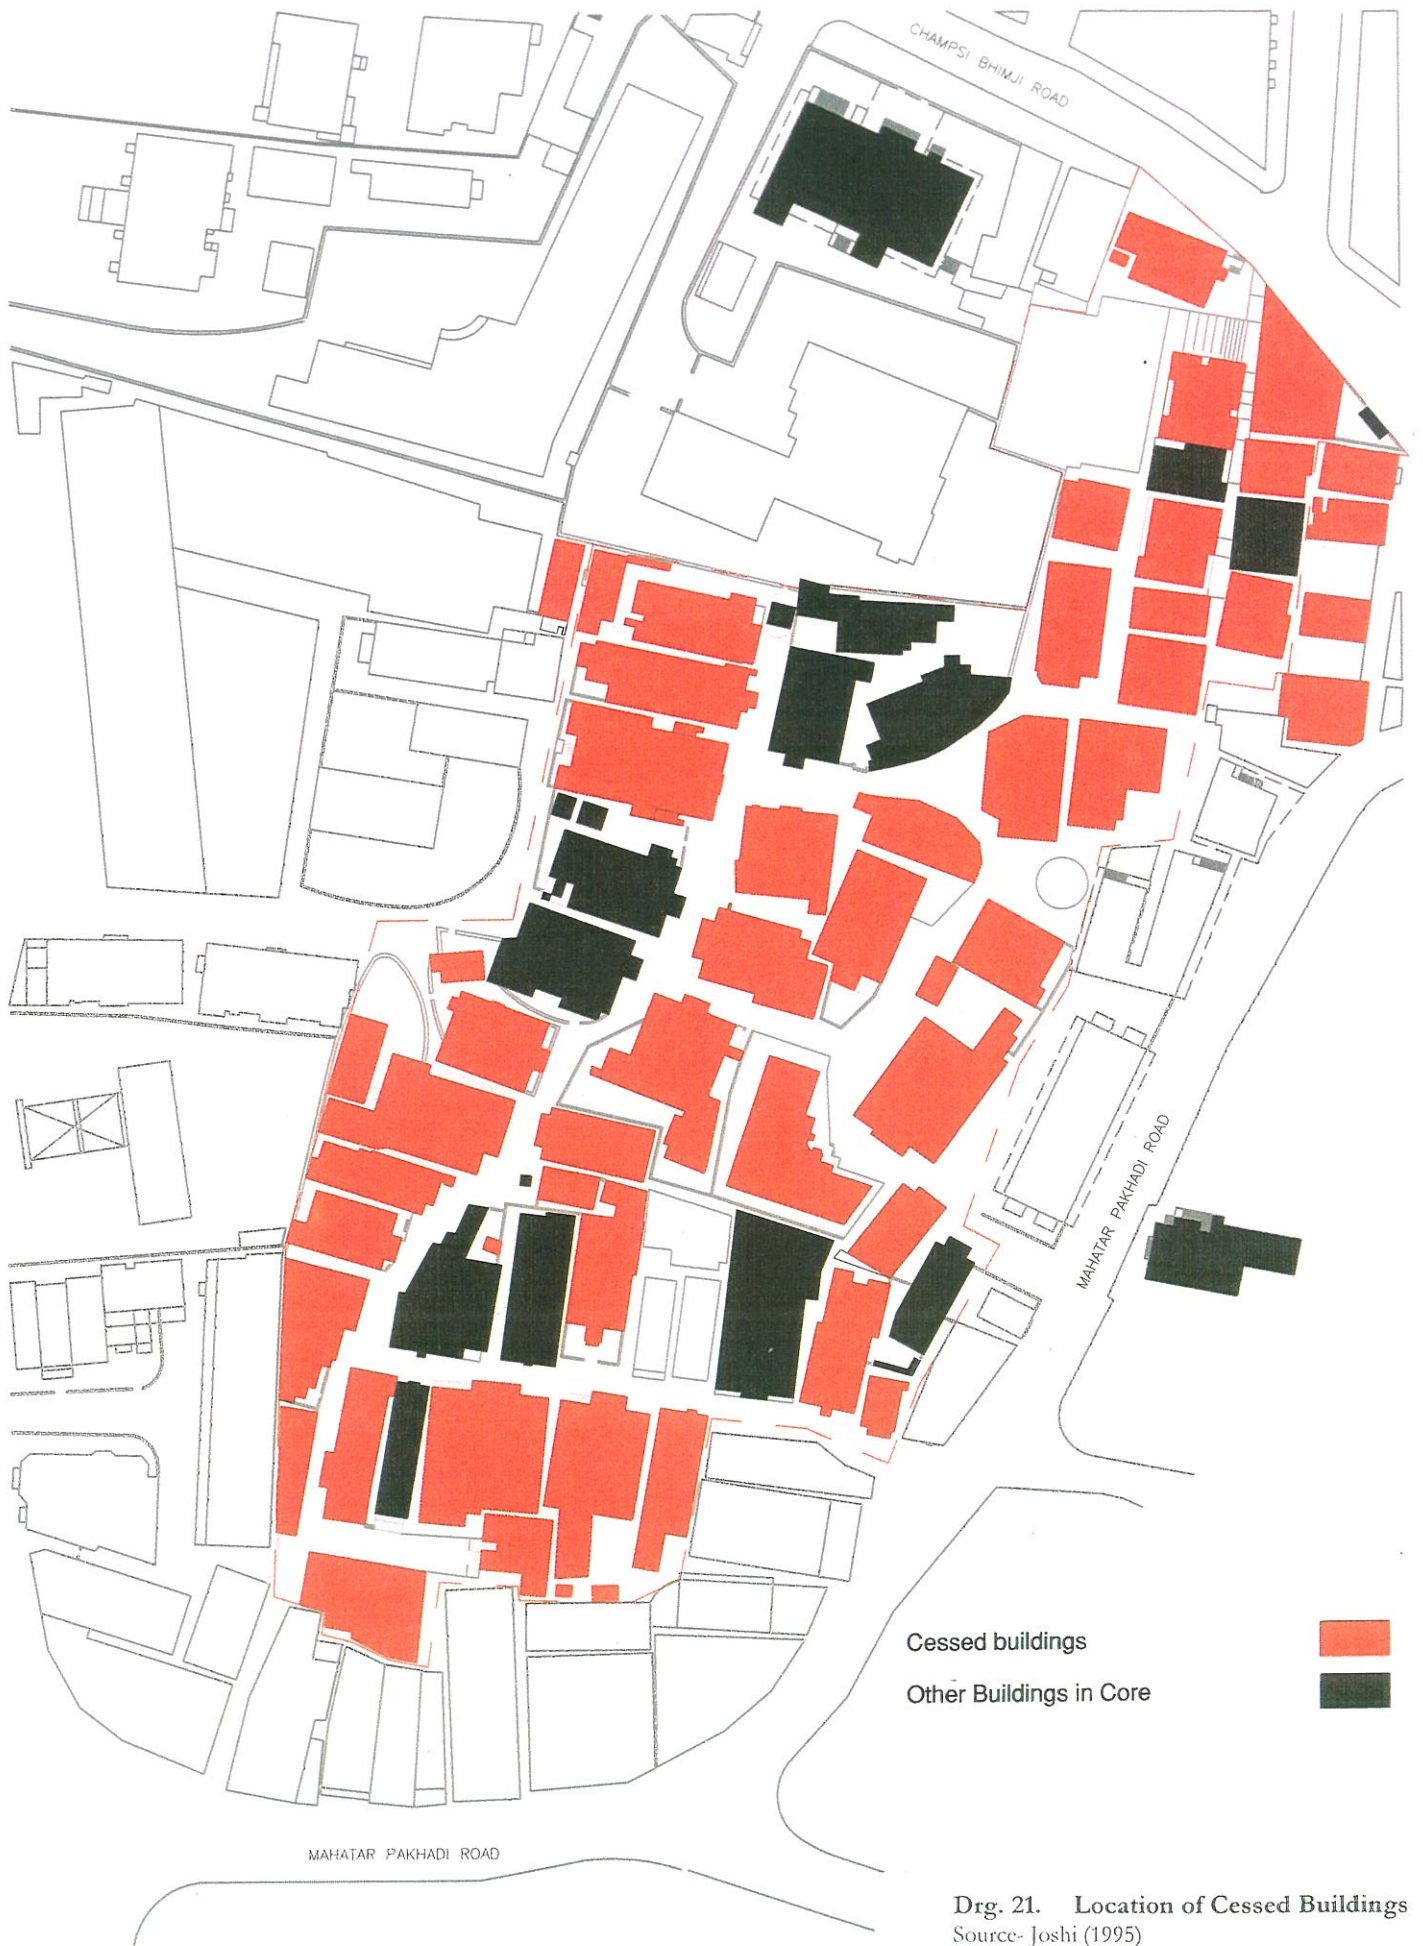 CHAMPSI BHIMJI ROAD
MAHATAR PAKHADI ROAD
Cessed buildings
Other Buildings in Core
MAHATAR PAKHADI ROAD
Drg. 21. Location of Cessed Buildings
Source- Joshi (1995)